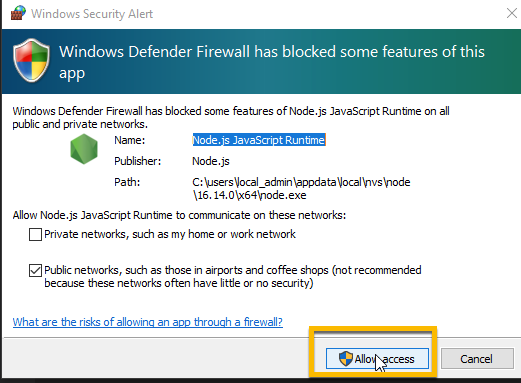 Windows Security Alert
Windows Defender Firewall has blocked some features of this
app
Windows Defender Firewall has blocked some features of Node.js JavaScript Runtime on all
public and private networks.
Name: Node.js JavaScript Runtime
Publisher: Node.js
Path: C:\users\local_admin\appdata\local\nvs\node
\16.14.0\x64\node.exe
Allow Node.js JavaScript Runtime to communicate on these networks:
Private networks, such as my home or work network
Public networks, such as those in airports and coffee shops (not recommended
because these networks often have little or no security)
What are the risks of allowing an app through a firewall?
Allow access
Cancel